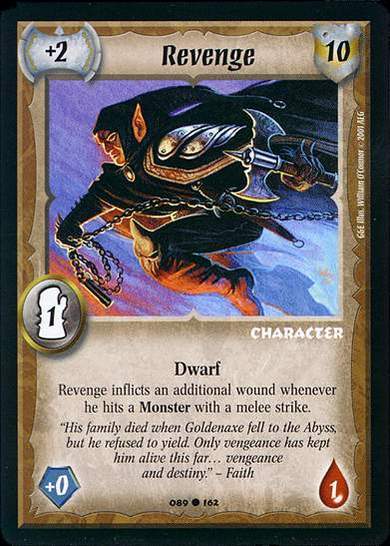 +2
Revenge
10
G&E Illus. William O'Connor © 2001 AEG
1
CHARACTER
Dwarf
Revenge inflicts an additional wound whenever
he hits a Monster with a melee strike.
"His family died when Goldenaxe fell to the Abyss,
but he refused to yield. Only vengeance has kept
him alive this far… vengeance
and destiny." – Faith
+0
1
089 ● 162